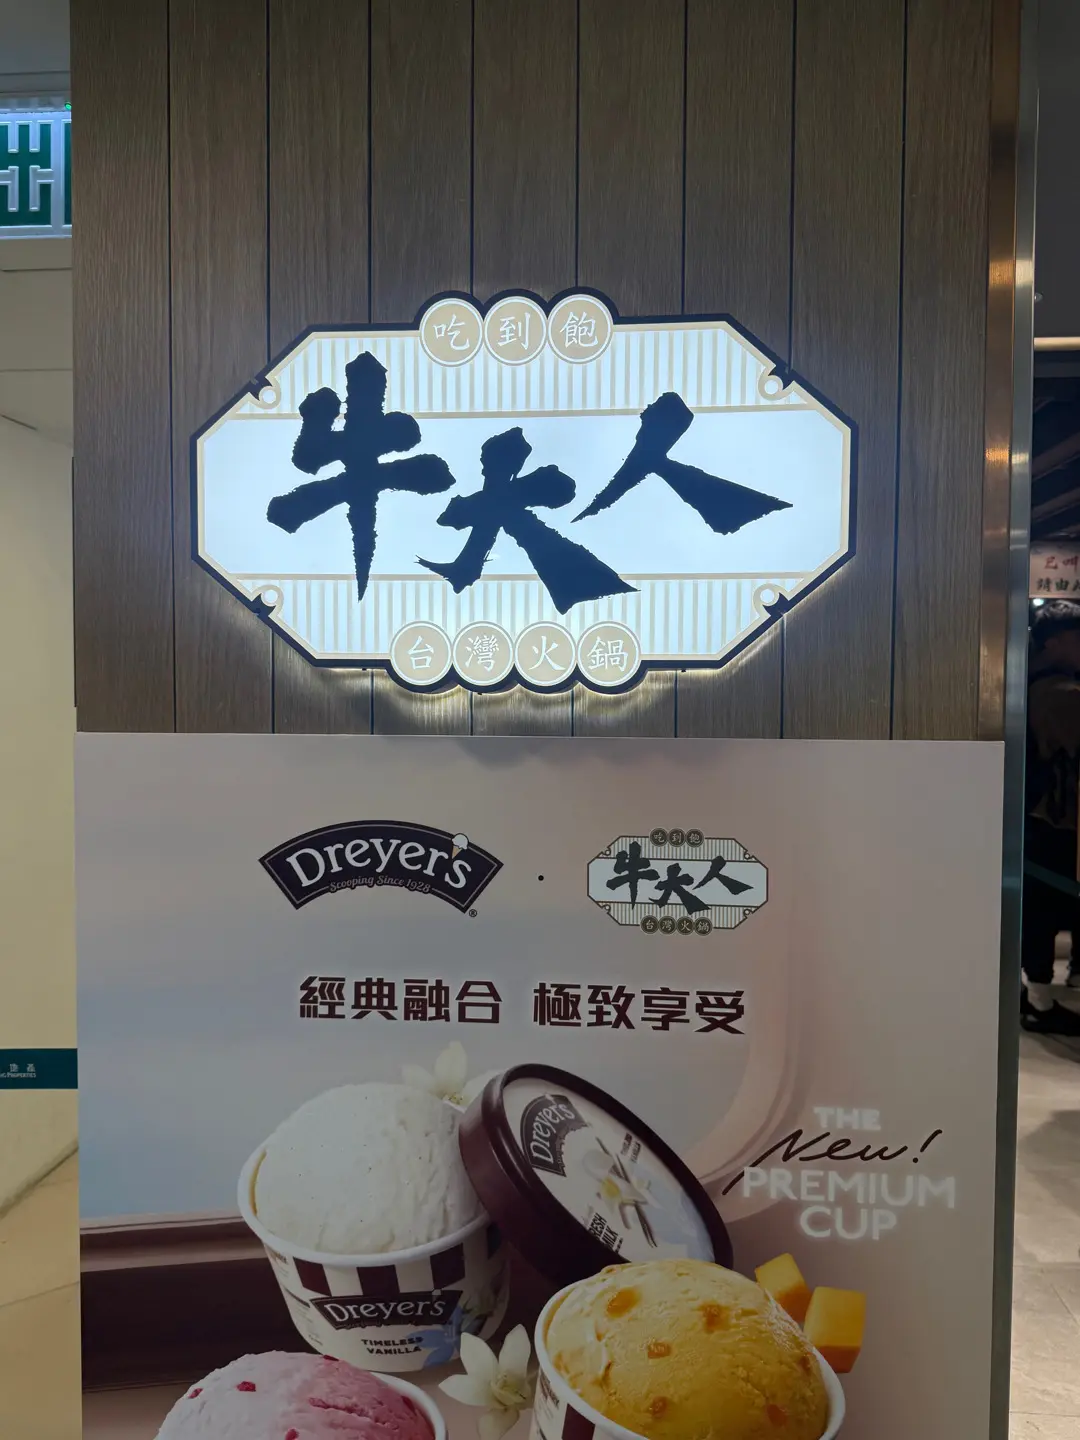 吃到飽
牛大人
台灣火鍋
Dreyer's
Scooping Since 1928
吃到飽
牛大人
台灣火鍋
經典融合 極致享受
THE
New!
PREMIUM
CUP
Dreyer's
Dreyer's
TIMELESS
VANILLA